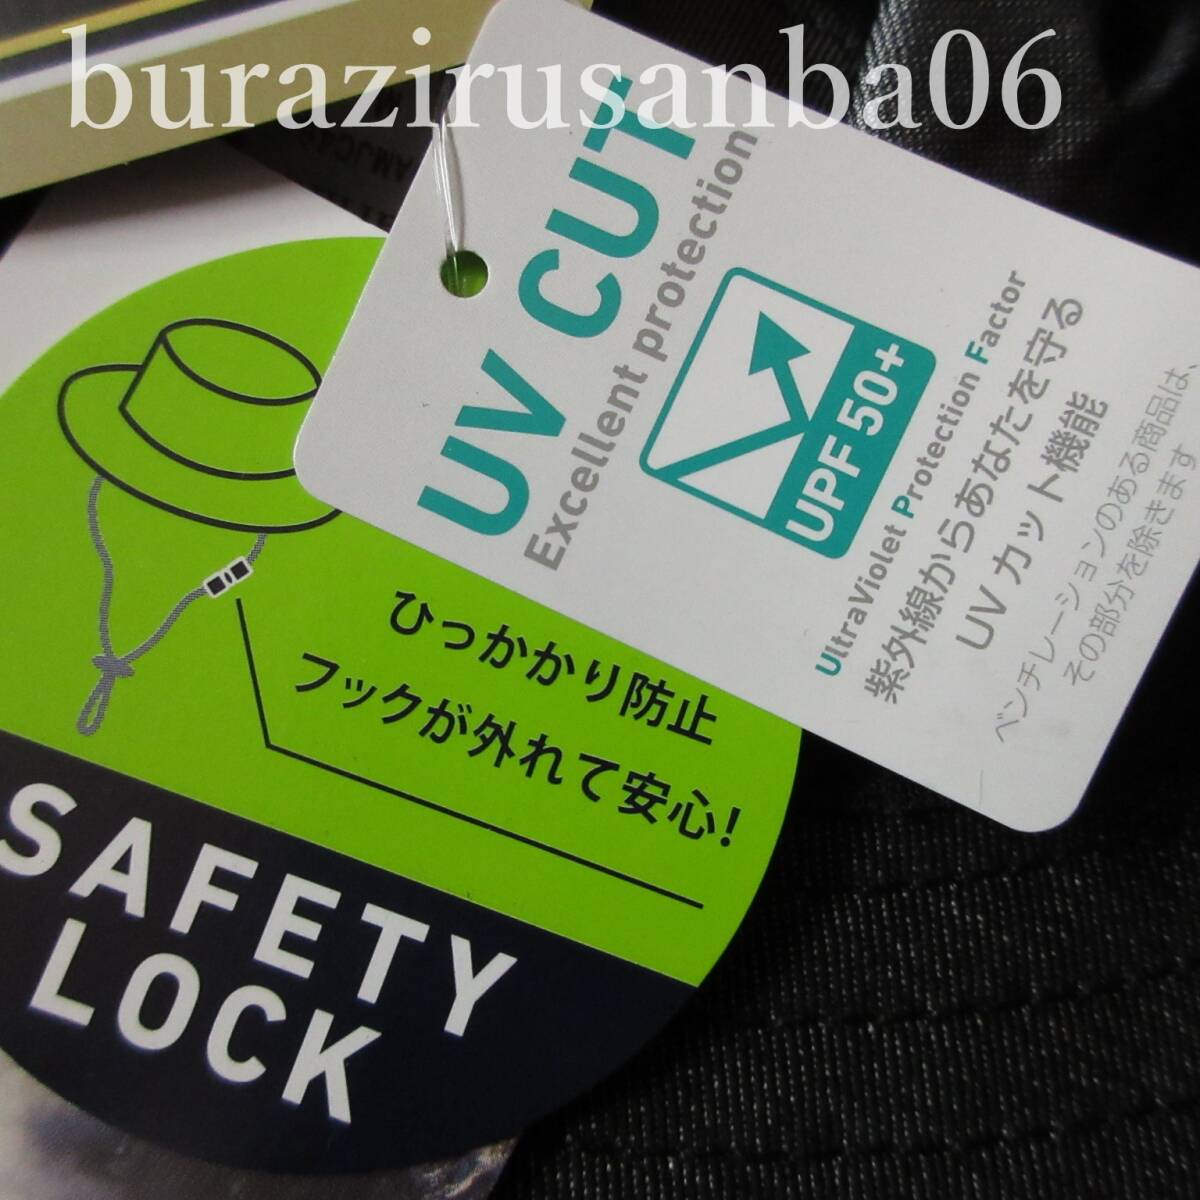 burazirusanba06
UV CUT
Excellent protection
UPF 50+
UltraViolet Protection Factor
紫外線からあなたを守る
UV カット機能
ベンチレーションのある商品は、
その部分を除きます
ひっかかり防止
フックが外れて安心!
SAFETY
LOCK